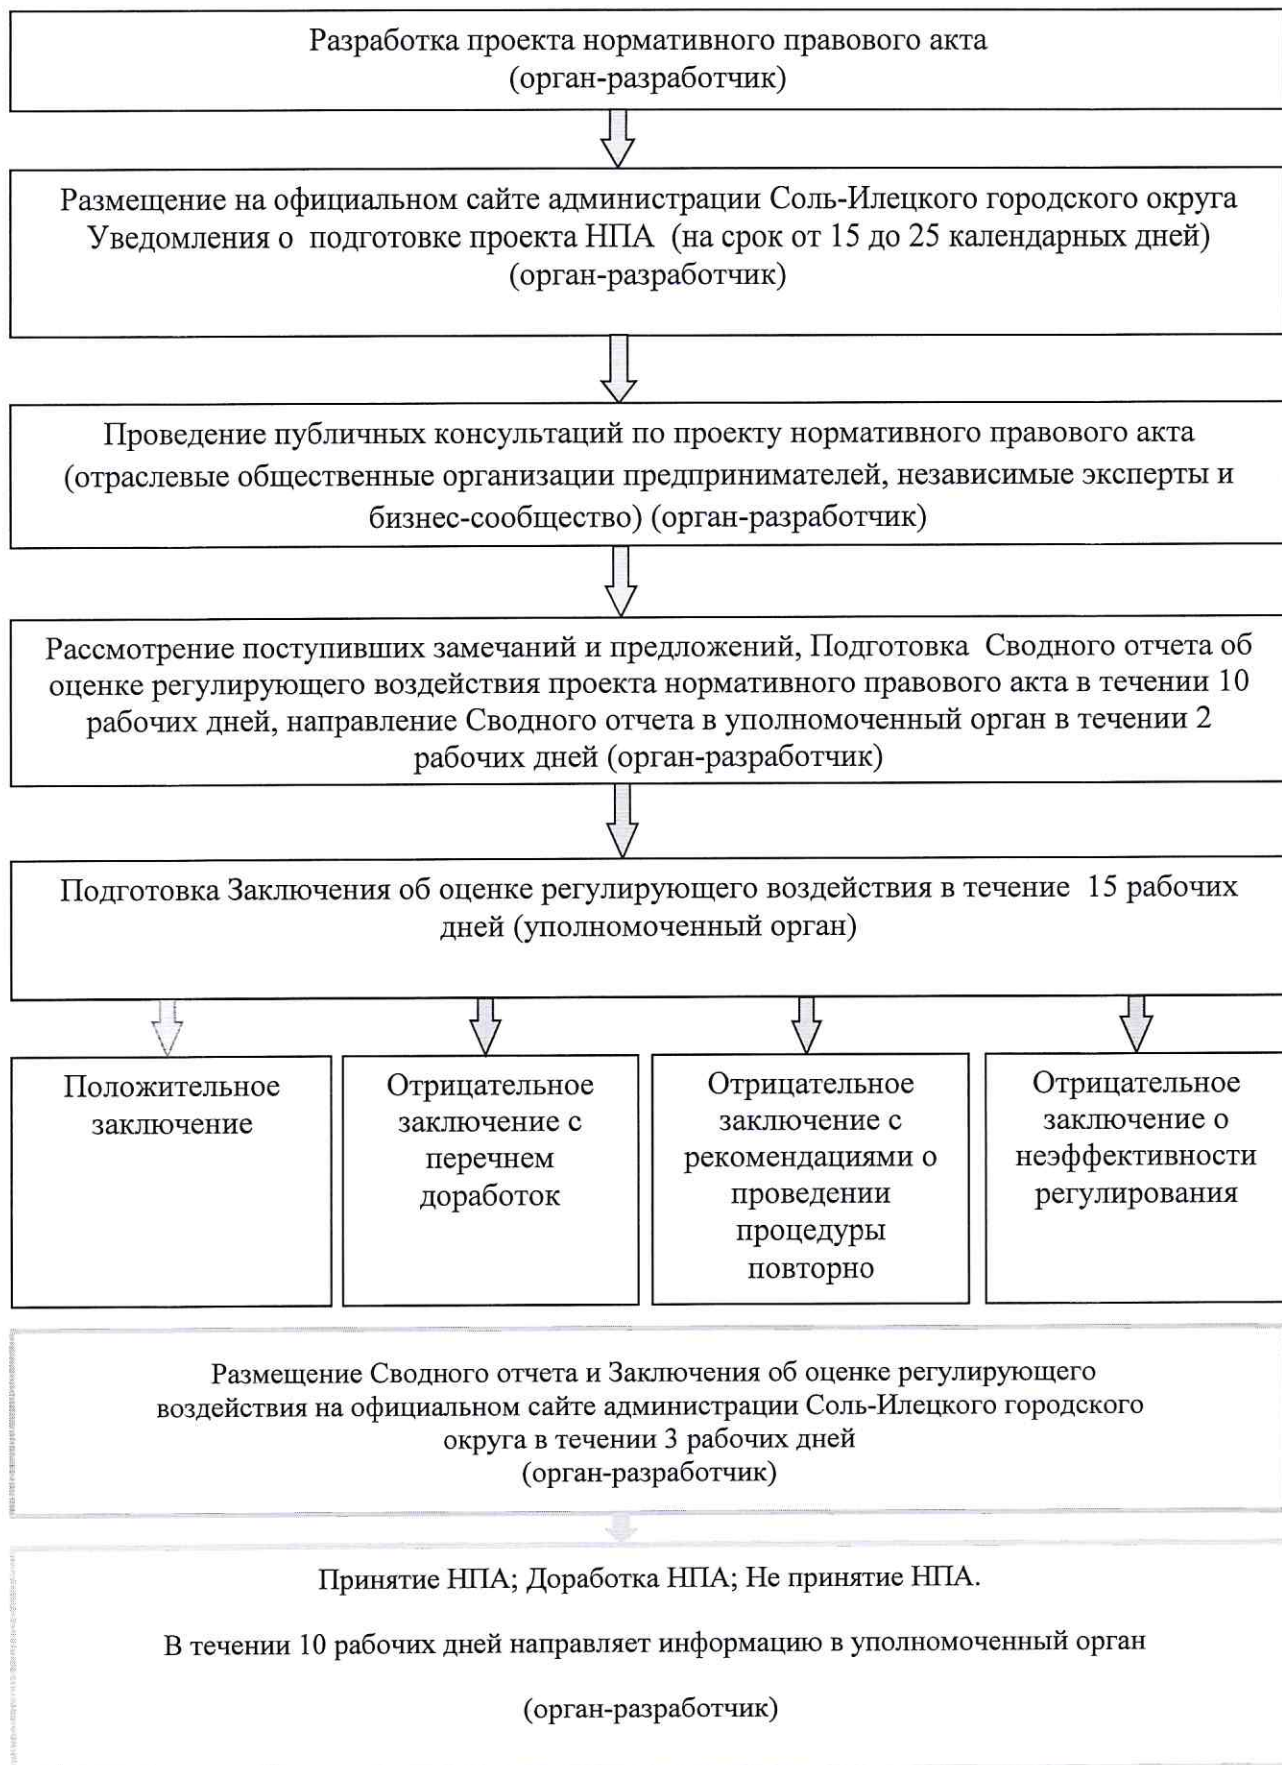 Разработка проекта нормативного правового акта
(орган-разработчик)
Размещение на официальном сайте администрации Соль-Илецкого городского округа
Уведомления о подготовке проекта НПА (на срок от 15 до 25 календарных дней)
(орган-разработчик)
Проведение публичных консультаций по проекту нормативного правового акта
(отраслевые общественные организации предпринимателей, независимые эксперты и
бизнес-сообщество) (орган-разработчик)
Рассмотрение поступивших замечаний и предложений, Подготовка Сводного отчета об
оценке регулирующего воздействия проекта нормативного правового акта в течении 10
рабочих дней, направление Сводного отчета в уполномоченный орган в течении 2
рабочих дней (орган-разработчик)
Подготовка Заключения об оценке регулирующего воздействия в течение 15 рабочих
дней (уполномоченный орган)
Положительное
заключение
Отрицательное
заключение с
перечнем
доработок
Отрицательное
заключение с
рекомендациями о
проведении
процедуры
повторно
Отрицательное
заключение о
неэффективности
регулирования
Размещение Сводного отчета и Заключения об оценке регулирующего
воздействия на официальном сайте администрации Соль-Илецкого городского
округа в течении 3 рабочих дней
(орган-разработчик)
Принятие НПА; Доработка НПА; Не принятие НПА.
В течении 10 рабочих дней направляет информацию в уполномоченный орган
(орган-разработчик)